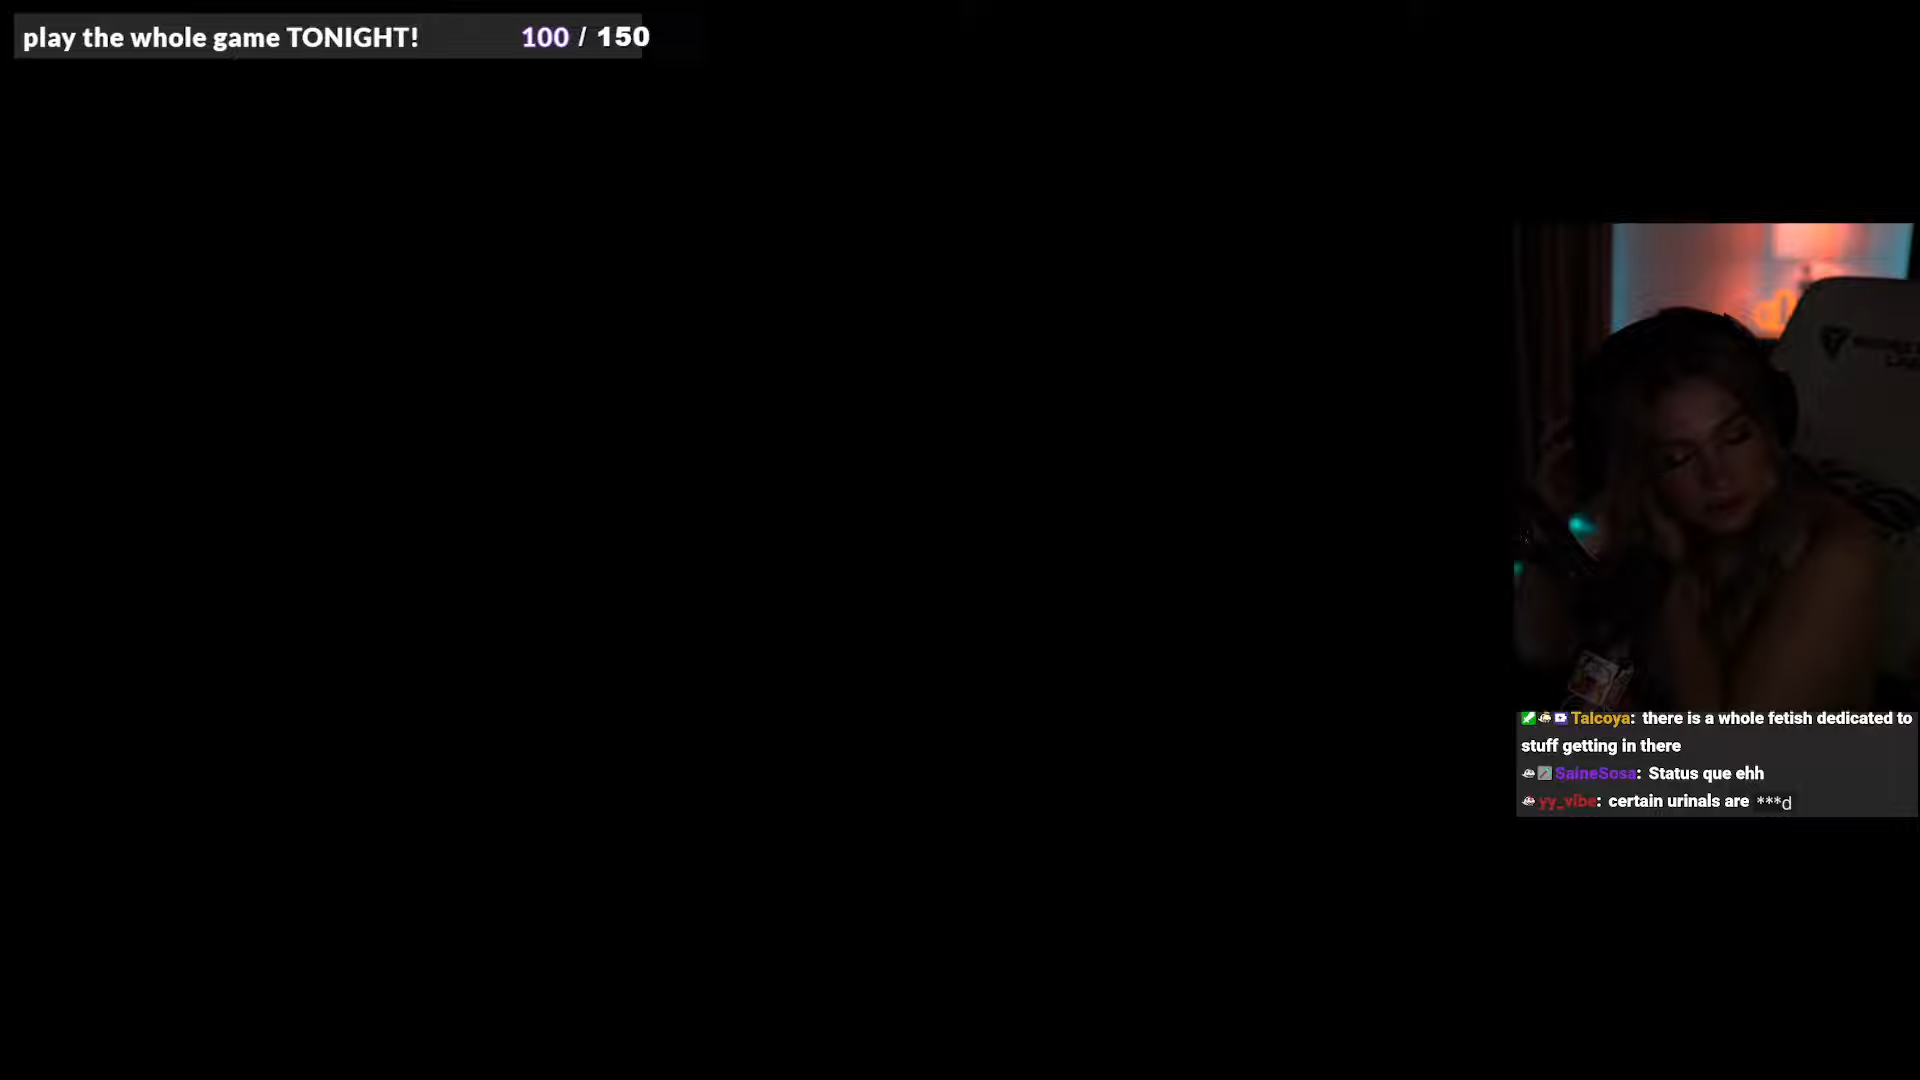 play the whole game TONIGHT! 100 / 150
Talcoya: there is a whole fetish dedicated to
stuff getting in there
SaineSosa: Status que ehh
yy_vibe: certain urinals are ***d